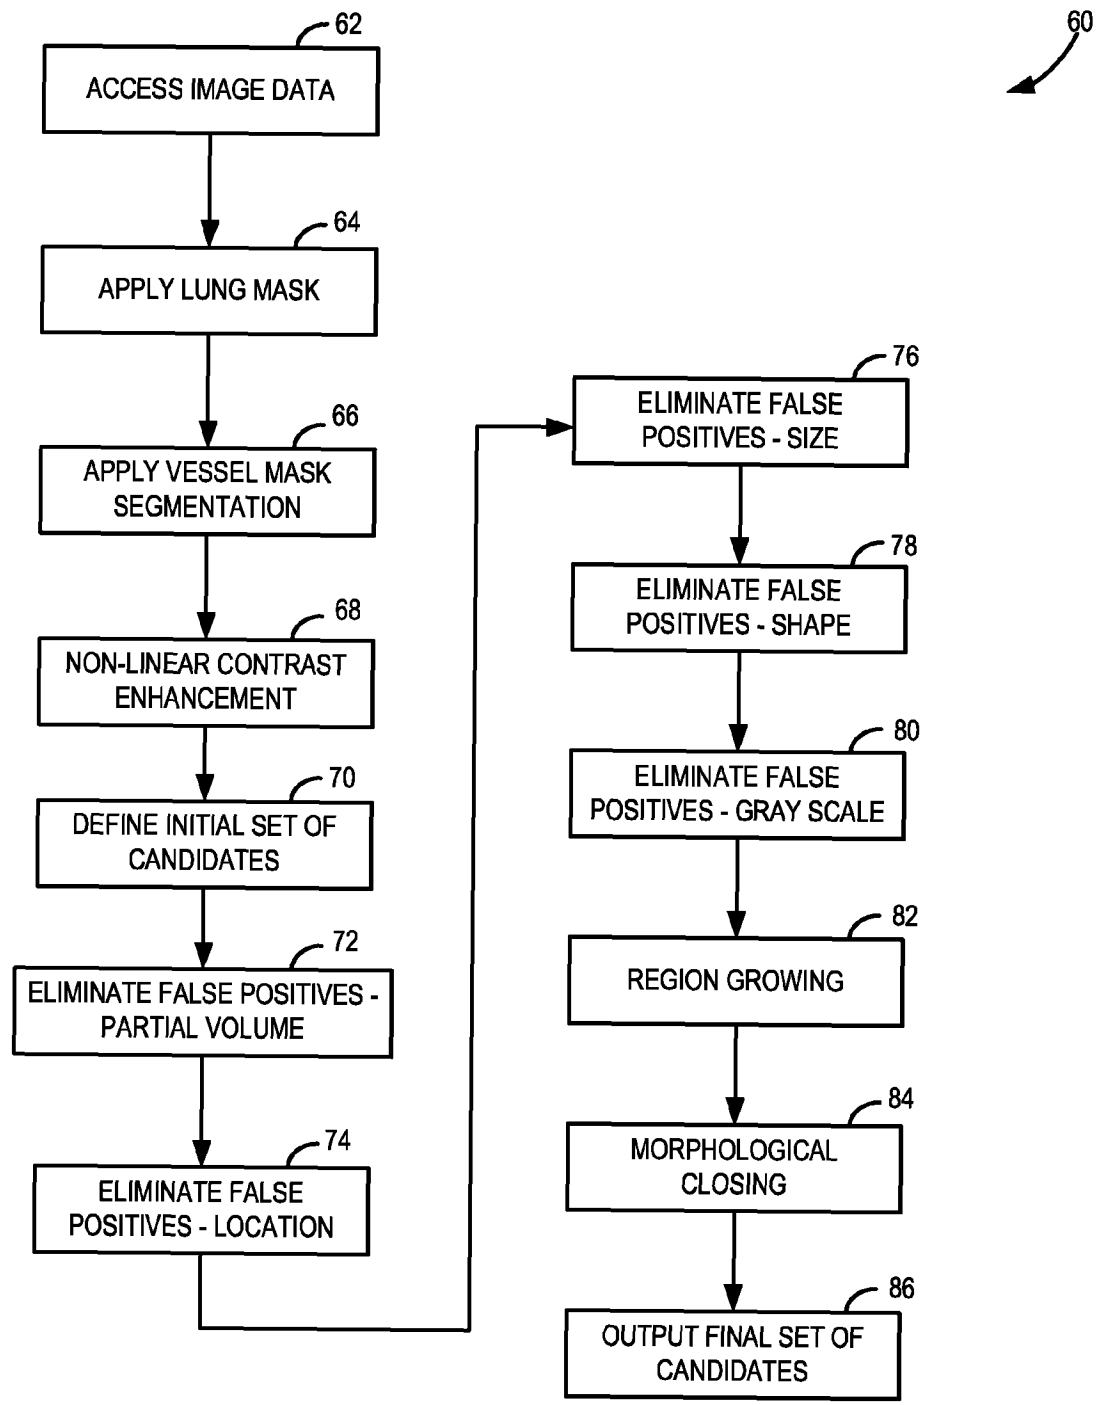 60
62
ACCESS IMAGE DATA
64
APPLY LUNG MASK
66
APPLY VESSEL MASK
SEGMENTATION
68
NON-LINEAR CONTRAST
ENHANCEMENT
70
DEFINE INITIAL SET OF
CANDIDATES
72
ELIMINATE FALSE POSITIVES -
PARTIAL VOLUME
74
ELIMINATE FALSE
POSITIVES - LOCATION
76
ELIMINATE FALSE
POSITIVES - SIZE
78
ELIMINATE FALSE
POSITIVES - SHAPE
80
ELIMINATE FALSE
POSITIVES - GRAY SCALE
82
REGION GROWING
84
MORPHOLOGICAL
CLOSING
86
OUTPUT FINAL SET OF
CANDIDATES